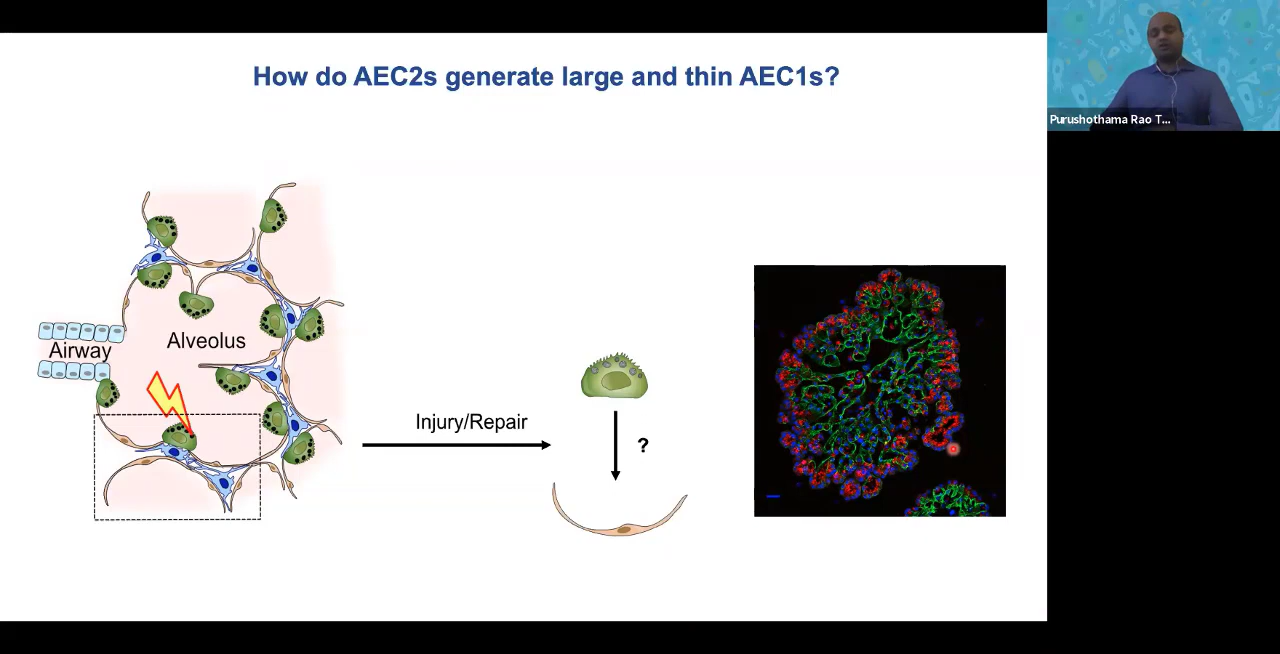 How do AEC2s generate large and thin AEC1s?
Purushothama Rao T...
Alveolus
Airway
Injury/Repair
?